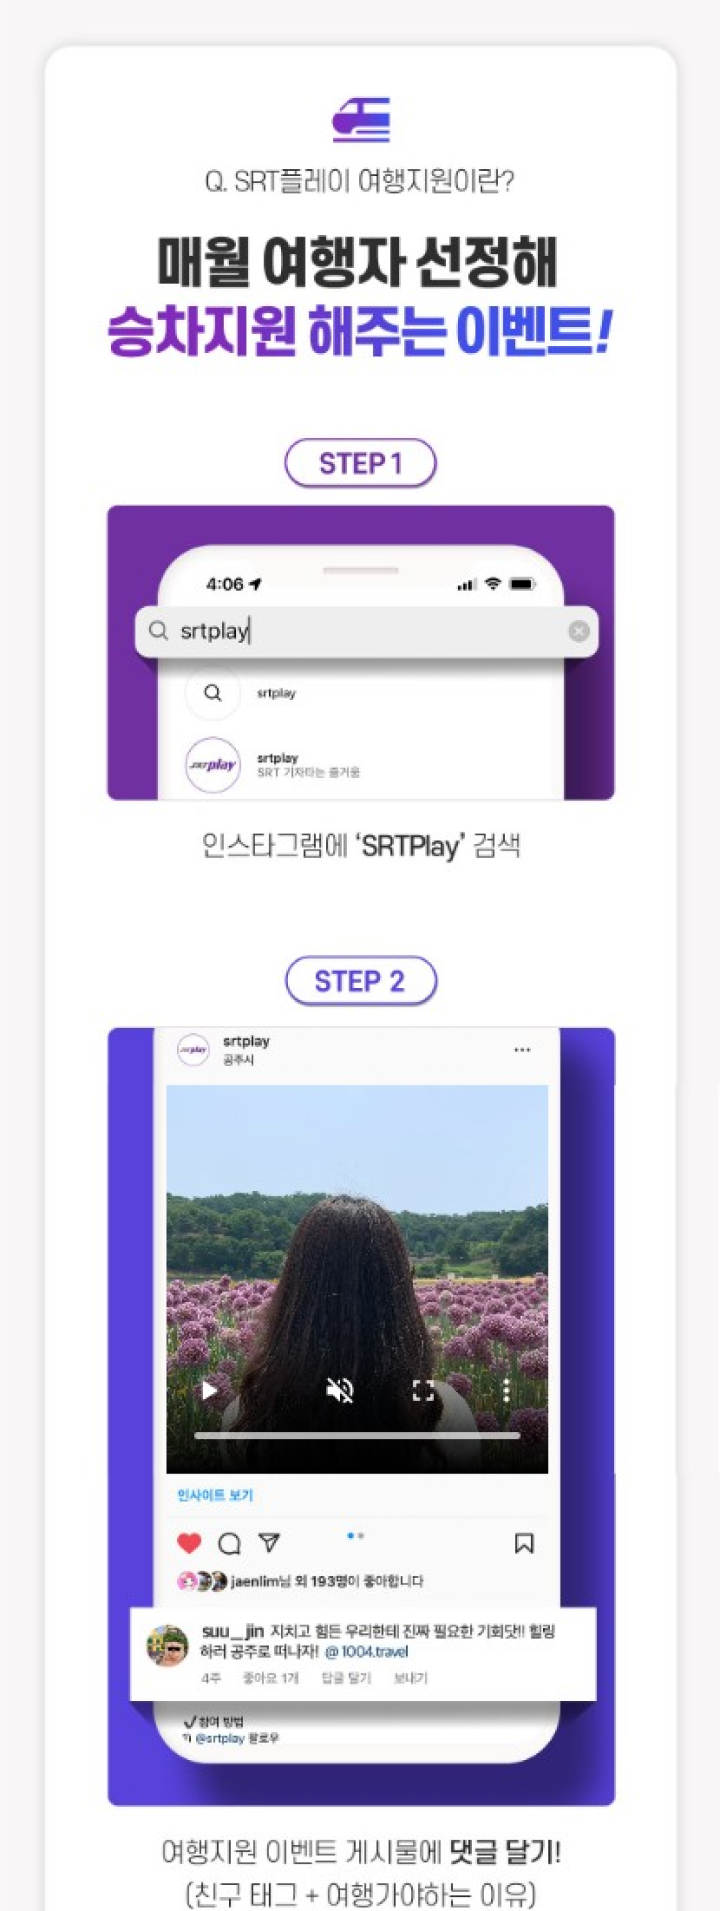 Q. SRT플레이 여행지원이란?
매월 여행자 선정해
승차지원 해주는 이벤트!
STEP 1
4:06
srtplay
srtplay
SRTplay
srtplay
SRT 기차타는 즐거움
인스타그램에 ‘SRTPlay’ 검색
STEP 2
SRTplay
srtplay
공주시
인사이트 보기
jaenlim님 외 193명이 좋아합니다
suu__jin 지치고 힘든 우리한테 진짜 필요한 기회닷!! 힐링
하러 공주로 떠나자! @1004.travel
4주 좋아요 1개 답글 달기 보내기
✓참여 방법
1) @srtplay 팔로우
여행지원 이벤트 게시물에 댓글 달기!
(친구 태그 + 여행가야하는 이유)